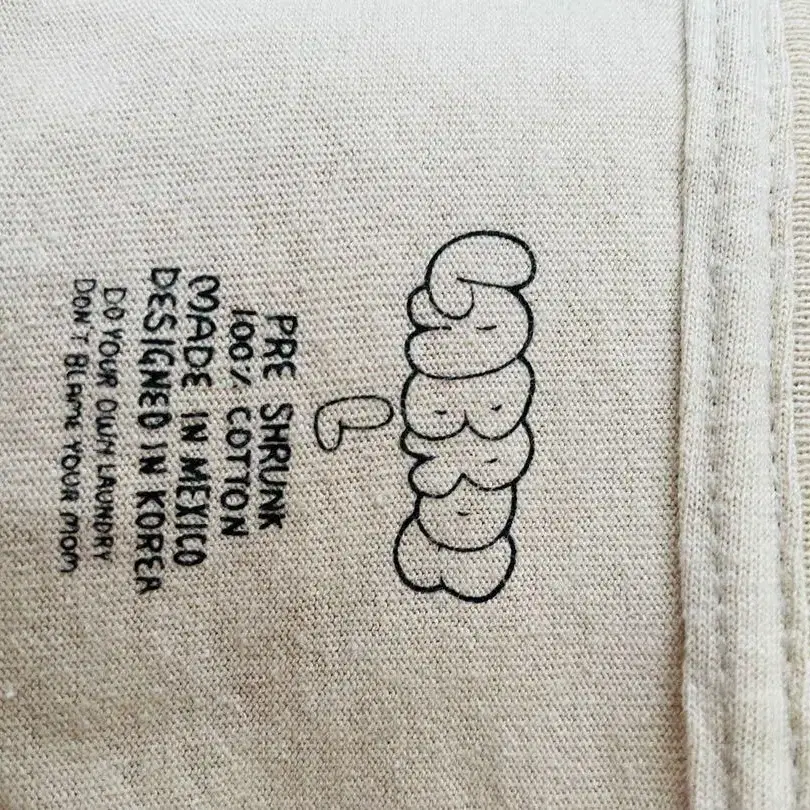 L
PRE SHRUNK
100% COTTON
MADE IN MEXICO
DESIGNED IN KOREA
DO YOUR OWN LAUNDRY
DON'T BLAME YOUR MOM